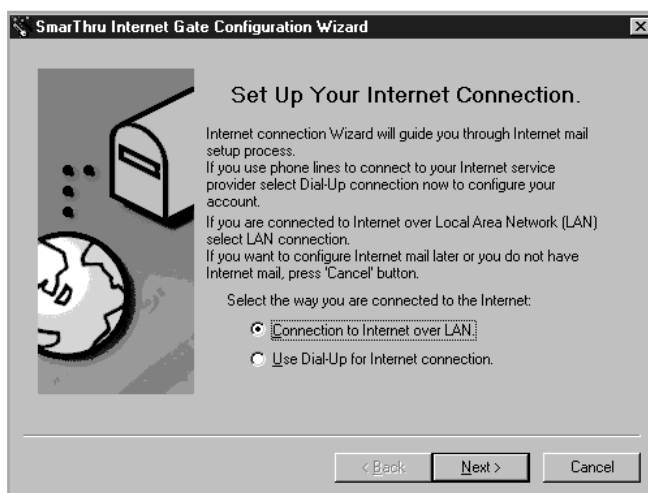 SmarThru Internet Gate Configuration Wizard
Set Up Your Internet Connection.
Internet connection Wizard will guide you through Internet mail
setup process.
If you use phone lines to connect to your Internet service
provider select Dial-Up connection now to configure your
account.
If you are connected to Internet over Local Area Network (LAN)
select LAN connection.
If you want to configure Internet mail later or you do not have
Internet mail, press 'Cancel' button.
Select the way you are connected to the Internet:
Connection to Internet over LAN.
Use Dial-Up for Internet connection.
< Back
Next >
Cancel